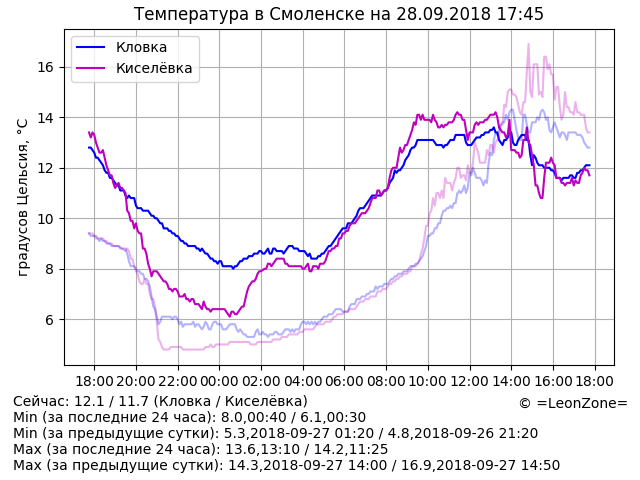 Температура в Смоленске на 28.09.2018 17:45
Кловка
Киселёвка
градусов Цельсия, °C
16
14
12
10
8
6
18:00 20:00 22:00 00:00 02:00 04:00 06:00 08:00 10:00 12:00 14:00 16:00 18:00
Сейчас: 12.1 / 11.7 (Кловка / Киселёвка)
© =LeonZone=
Min (за последние 24 часа): 8.0,00:40 / 6.1,00:30
Min (за предыдущие сутки): 5.3,2018-09-27 01:20 / 4.8,2018-09-26 21:20
Max (за последние 24 часа): 13.6,13:10 / 14.2,11:25
Max (за предыдущие сутки): 14.3,2018-09-27 14:00 / 16.9,2018-09-27 14:50